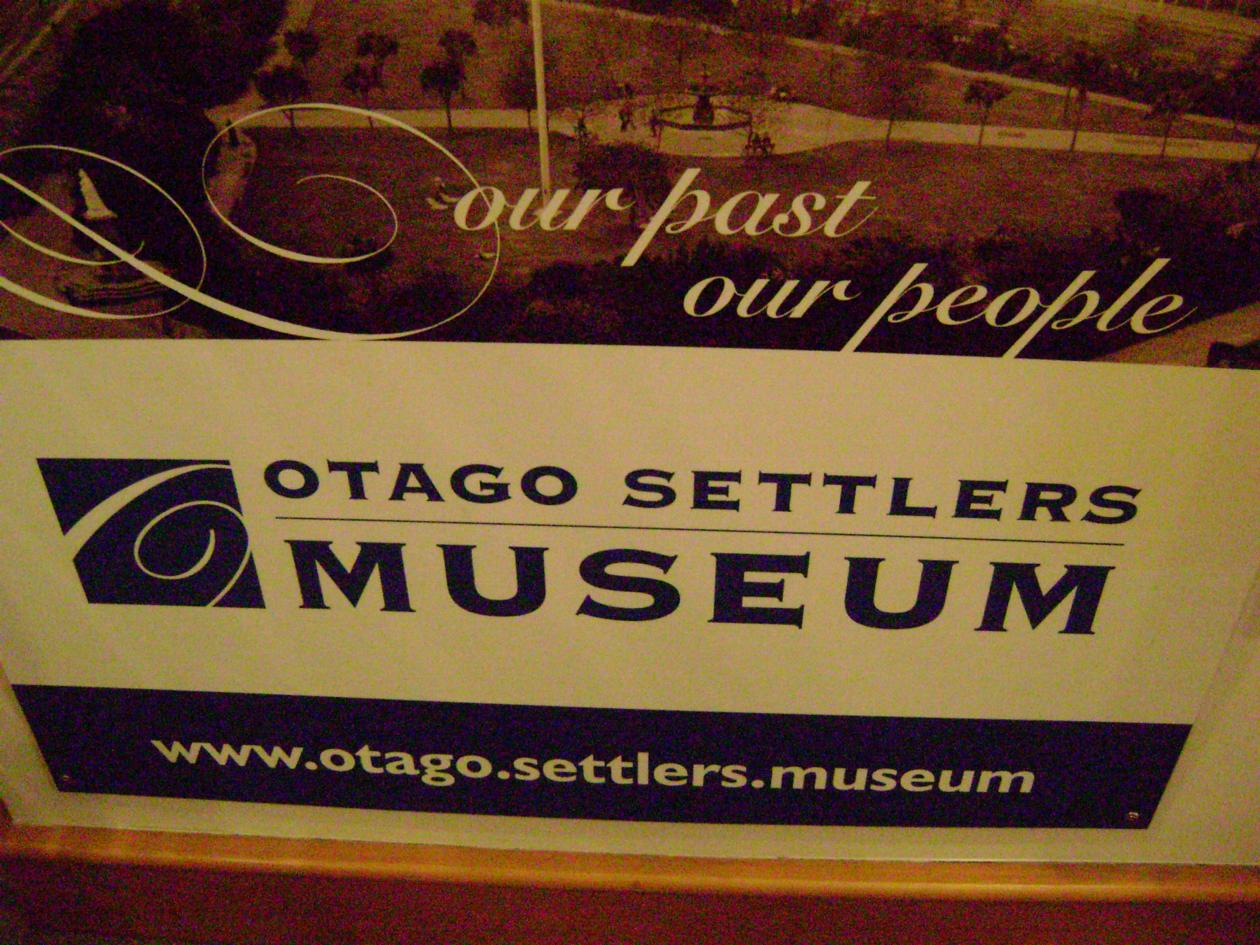 our past
our people
OTAGO SETTLERS
MUSEUM
www.otago.settlers.museum